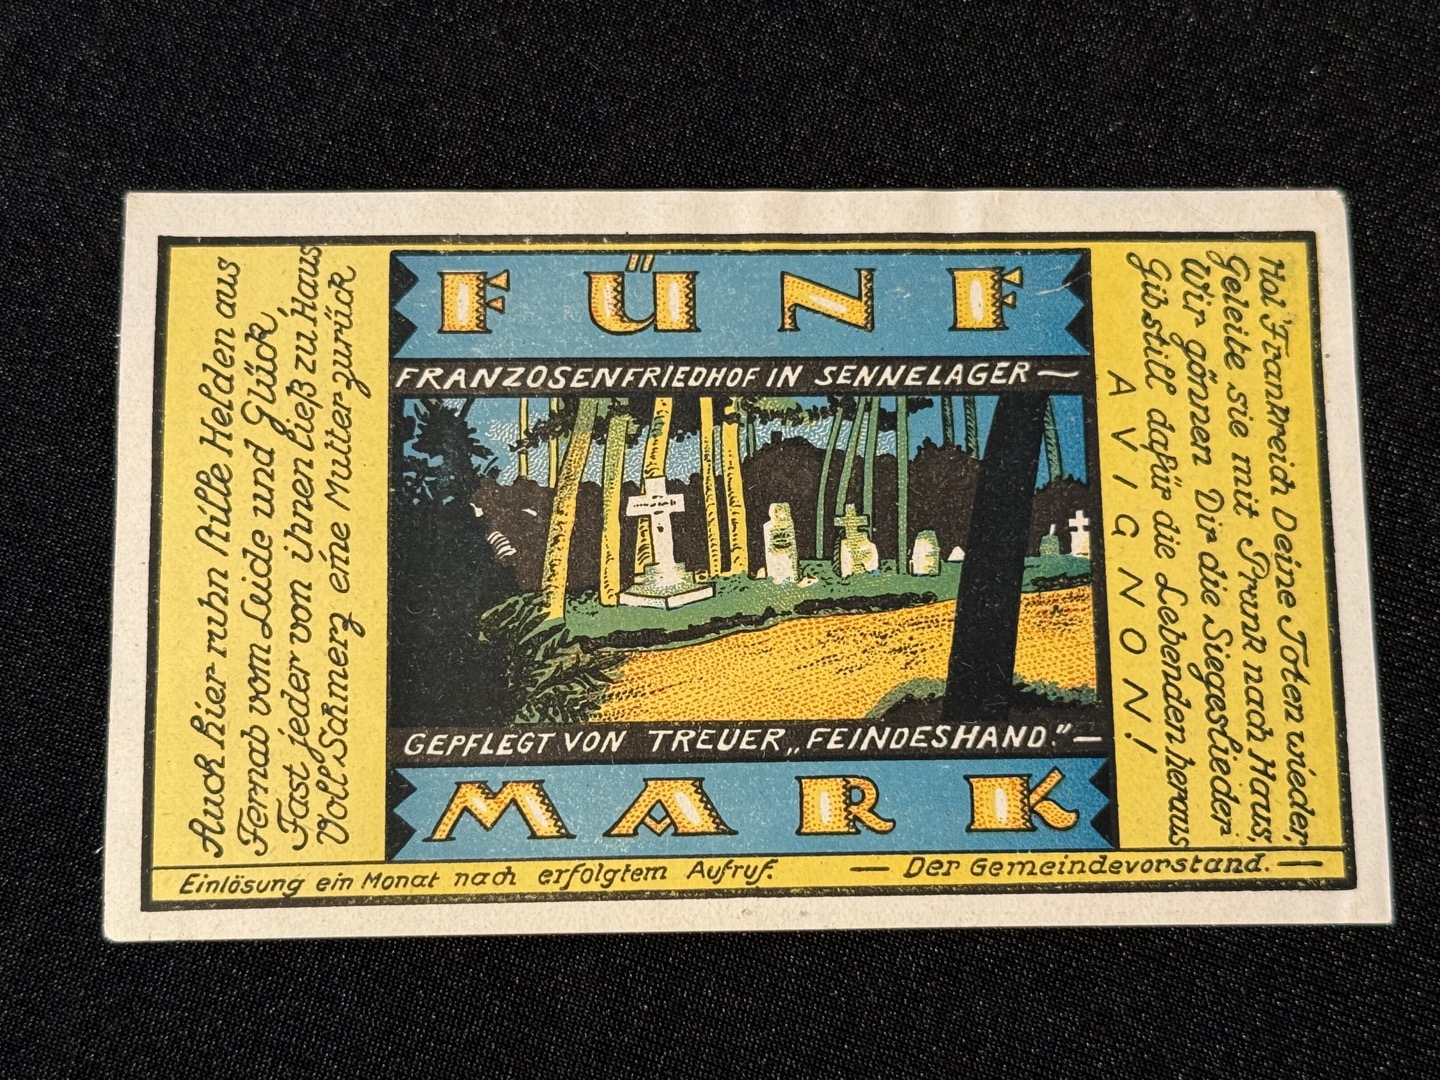 Auch hier ruhn stille Helden aus
Fernab vom Leide und Glück,
Fast jeder von ihnen ließ zu Haus
Voll Schmerz eine Mutter zurück
FÜNF
FRANZOSENFRIEDHOF IN SENNELAGER —
GEPFLEGT VON TREUER „FEINDESHAND.” —
MARK
Hol' Frankreich Deine Toten wieder,
Geleite sie mit Prunk nach Haus,
Wir gönnen Dir die Siegeslieder
Gib still dafür die Lebenden heraus
AVIGNON!
Einlösung ein Monat nach erfolgtem Aufruf. — Der Gemeindevorstand. —